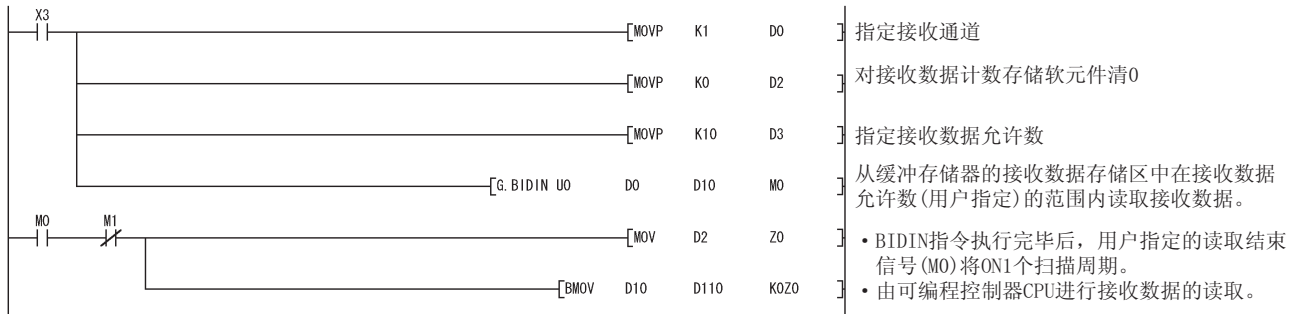 X3
MOVP K1 D0 指定接收通道
MOVP K0 D2 对接收数据计数存储软元件清0
MOVP K10 D3 指定接收数据允许数
G.BIDIN U0 D0 D10 M0 从缓冲存储器的接收数据存储区中在接收数据
允许数(用户指定)的范围内读取接收数据。
M0 M1
MOV D2 Z0 •BIDIN指令执行完毕后，用户指定的读取结束
信号(M0)将ON1个扫描周期。
BMOV D10 D110 K0Z0 •由可编程控制器CPU进行接收数据的读取。